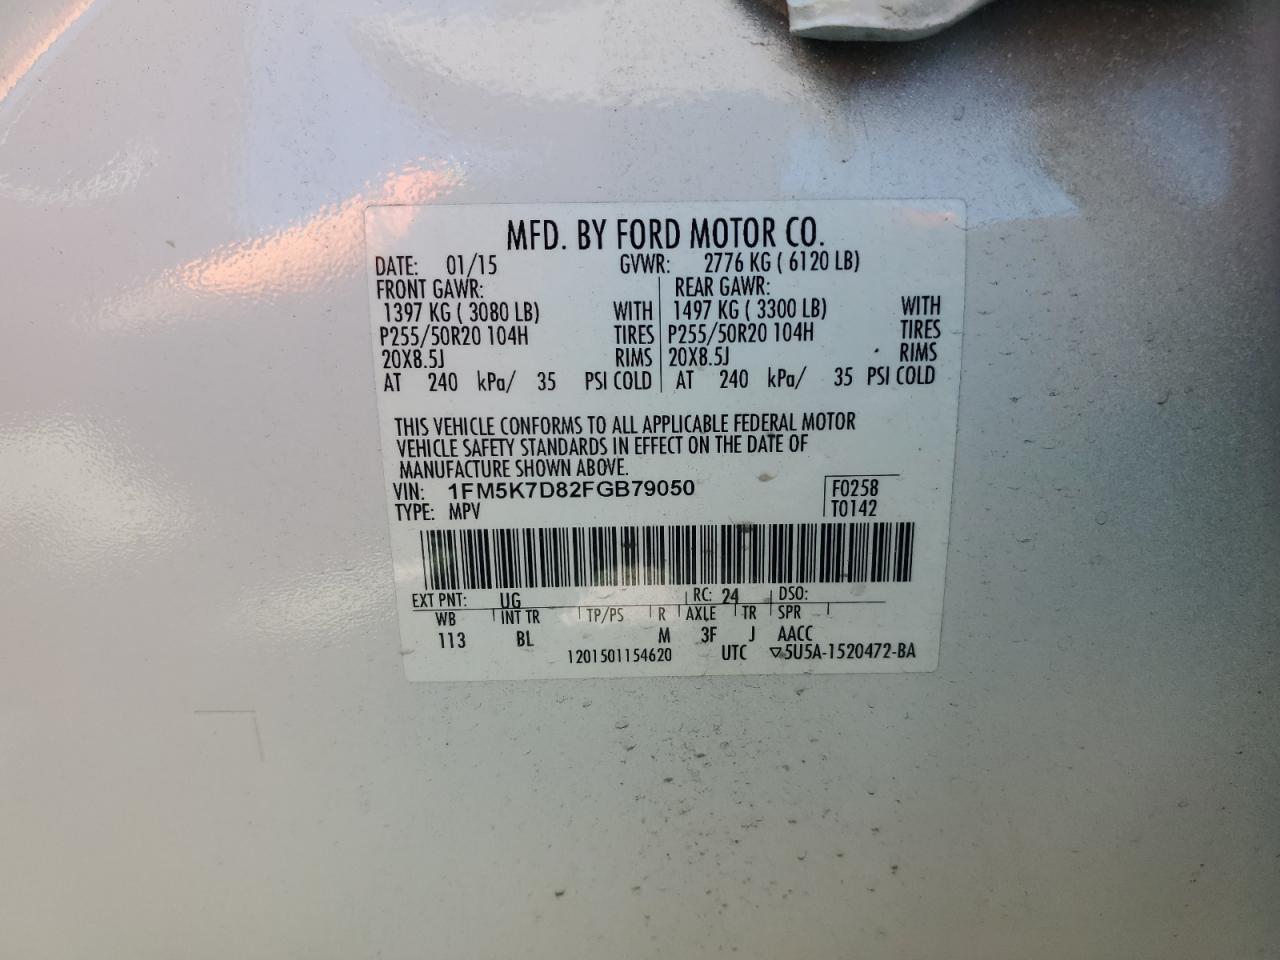 MFD. BY FORD MOTOR CO.
DATE: 01/15 GVWR: 2776 KG ( 6120 LB)
FRONT GAWR: REAR GAWR:
1397 KG ( 3080 LB) WITH 1497 KG ( 3300 LB) WITH
P255/50R20 104H TIRES P255/50R20 104H TIRES
20X8.5J RIMS 20X8.5J RIMS
AT 240 kPa/ 35 PSI COLD AT 240 kPa/ 35 PSI COLD
THIS VEHICLE CONFORMS TO ALL APPLICABLE FEDERAL MOTOR
VEHICLE SAFETY STANDARDS IN EFFECT ON THE DATE OF
MANUFACTURE SHOWN ABOVE.
VIN: 1FM5K7D82FGB79050 F0258
TYPE: MPV T0142
EXT PNT: UG RC: 24 DSO:
WB INT TR TP/PS R AXLE TR SPR
113 BL M 3F J AACC
1201501154620 UTC ▽5U5A-1520472-BA